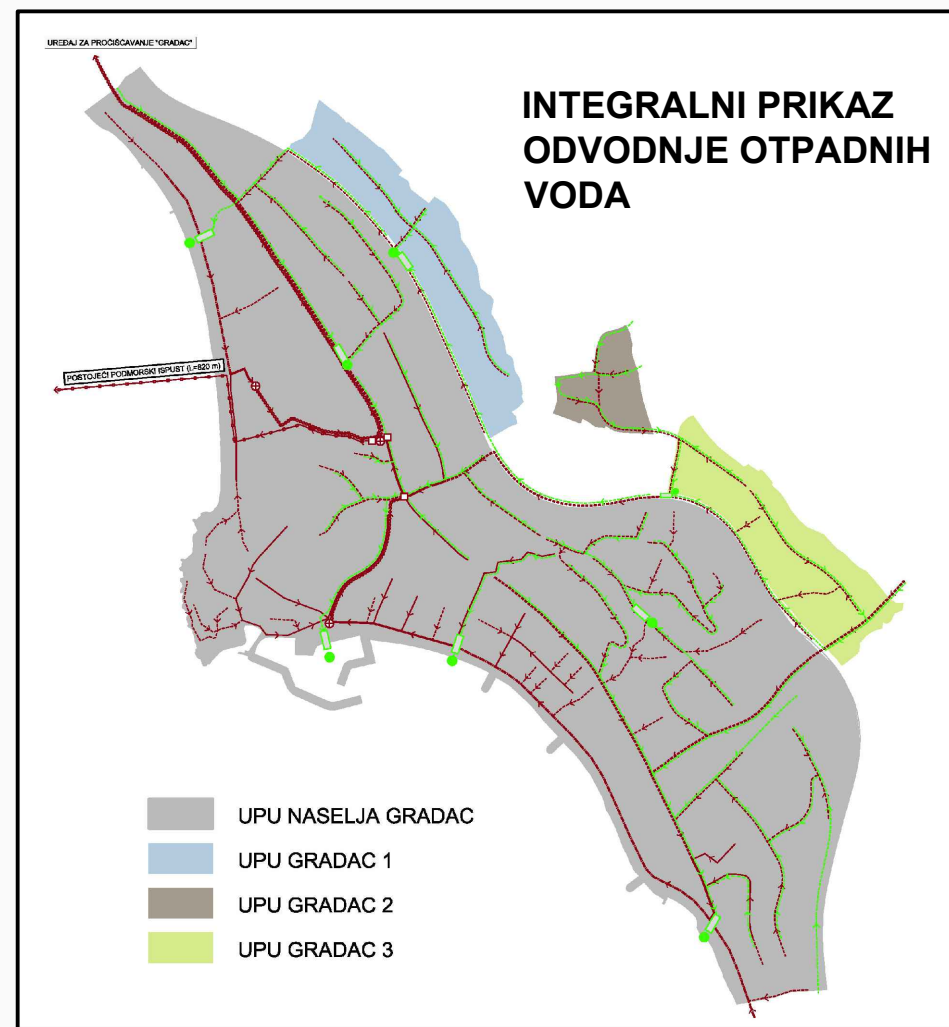 UREĐAJ ZA PROČIŠĆAVANJE "GRADAC"
INTEGRALNI PRIKAZ
ODVODNJE OTPADNIH
VODA
POSTOJEĆI PODMORSKI ISPUST (L=820 m)
UPU NASELJA GRADAC
UPU GRADAC 1
UPU GRADAC 2
UPU GRADAC 3